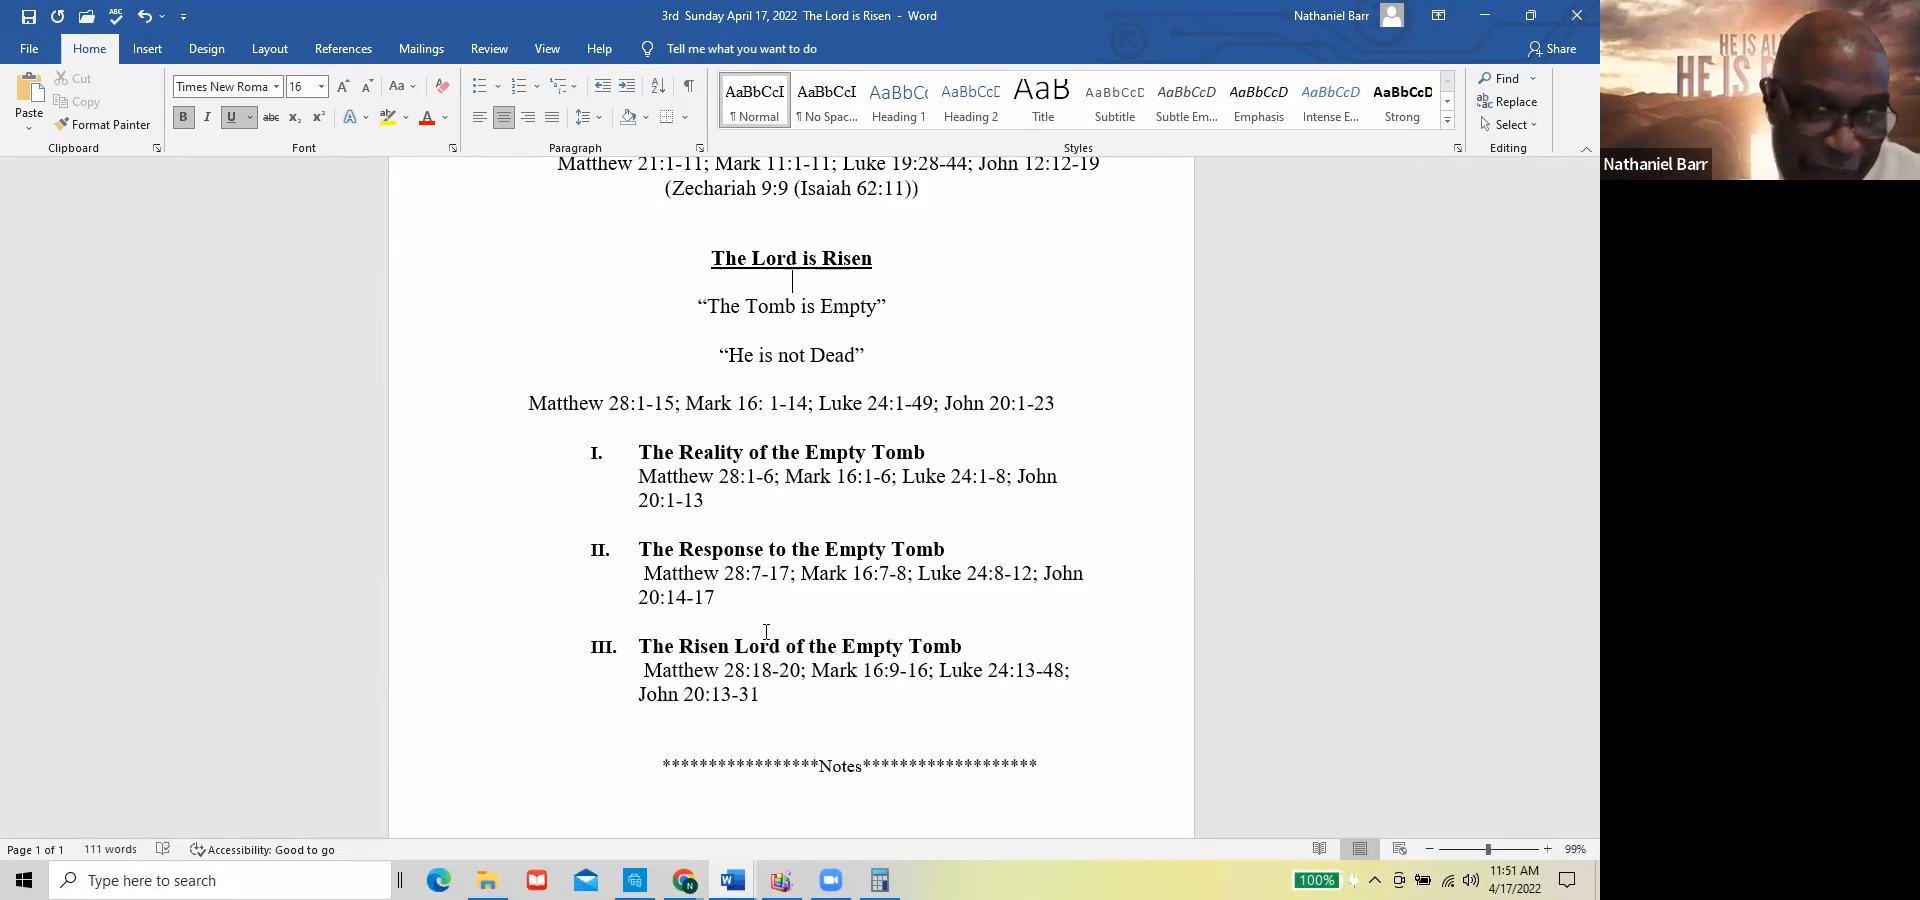 3rd Sunday April 17, 2022 The Lord is Risen - Word
Nathaniel Barr
File Home Insert Design Layout References Mailings Review View Help Tell me what you want to do Share
Paste
Cut
Copy
Format Painter
Clipboard
Times New Roma 16
Font
Paragraph
AaBbCcI AaBbCcI AaBbCc AaBbCcD AaB AaBbCcD AaBbCcD AaBbCcD AaBbCcD AaBbCcD
¶ Normal ¶ No Spac... Heading 1 Heading 2 Title Subtitle Subtle Em... Emphasis Intense E... Strong
Styles
Find
Replace
Select
Editing
HE IS
Nathaniel Barr
Matthew 21:1-11; Mark 11:1-11; Luke 19:28-44; John 12:12-19
(Zechariah 9:9 (Isaiah 62:11))
The Lord is Risen
“The Tomb is Empty”
“He is not Dead”
Matthew 28:1-15; Mark 16: 1-14; Luke 24:1-49; John 20:1-23
I. The Reality of the Empty Tomb
Matthew 28:1-6; Mark 16:1-6; Luke 24:1-8; John
20:1-13
II. The Response to the Empty Tomb
Matthew 28:7-17; Mark 16:7-8; Luke 24:8-12; John
20:14-17
III. The Risen Lord of the Empty Tomb
Matthew 28:18-20; Mark 16:9-16; Luke 24:13-48;
John 20:13-31
*****************Notes*******************
Page 1 of 1 111 words Accessibility: Good to go 99%
Type here to search
100%
11:51 AM
4/17/2022